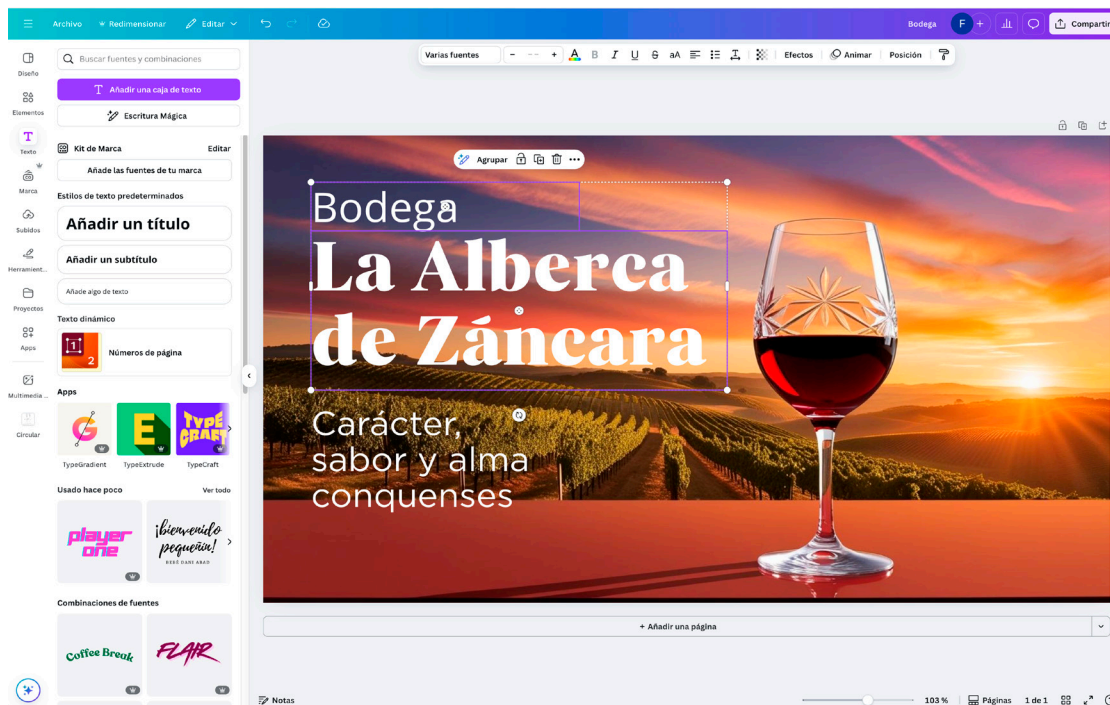 Archivo
Redimensionar
Editar
Bodega
F
+
Compartir
Diseño
Elementos
Texto
Marca
Subidos
Herramient...
Proyectos
Apps
Multimedia ...
Circular
Buscar fuentes y combinaciones
T Añadir una caja de texto
Escritura Mágica
Kit de Marca Editar
Añade las fuentes de tu marca
Estilos de texto predeterminados
Añadir un título
Añadir un subtítulo
Añade algo de texto
Texto dinámico
1
2
Números de página
Apps
G E TYPE CRAFT
TypeGradient TypeExtrude TypeCraft
Usado hace poco Ver todo
player
one
¡bienvenido
pequeñín!
Combinaciones de fuentes
Coffee Break
FLAIR
Varias fuentes - -- + A B I U S aA Efectos Animar Posición
Agrupar
Bodega
La Alberca
de Záncara
Carácter,
sabor y alma
conquenses
+ Añadir una página
Notas
103 % Páginas 1 de 1